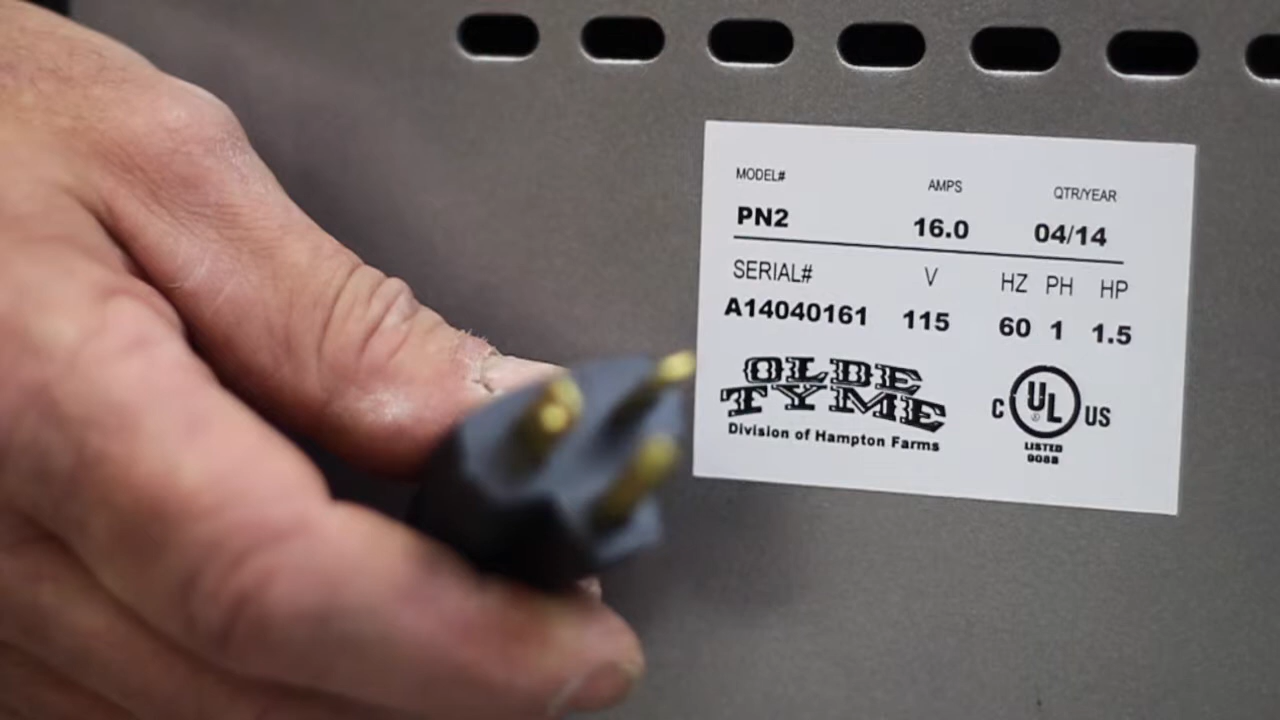 MODEL# AMPS QTR/YEAR
PN2 16.0 04/14
SERIAL# V HZ PH HP
A14040161 115 60 1 1.5
OLDE
TYME
Division of Hampton Farms
C UL ® US
LISTED
908B